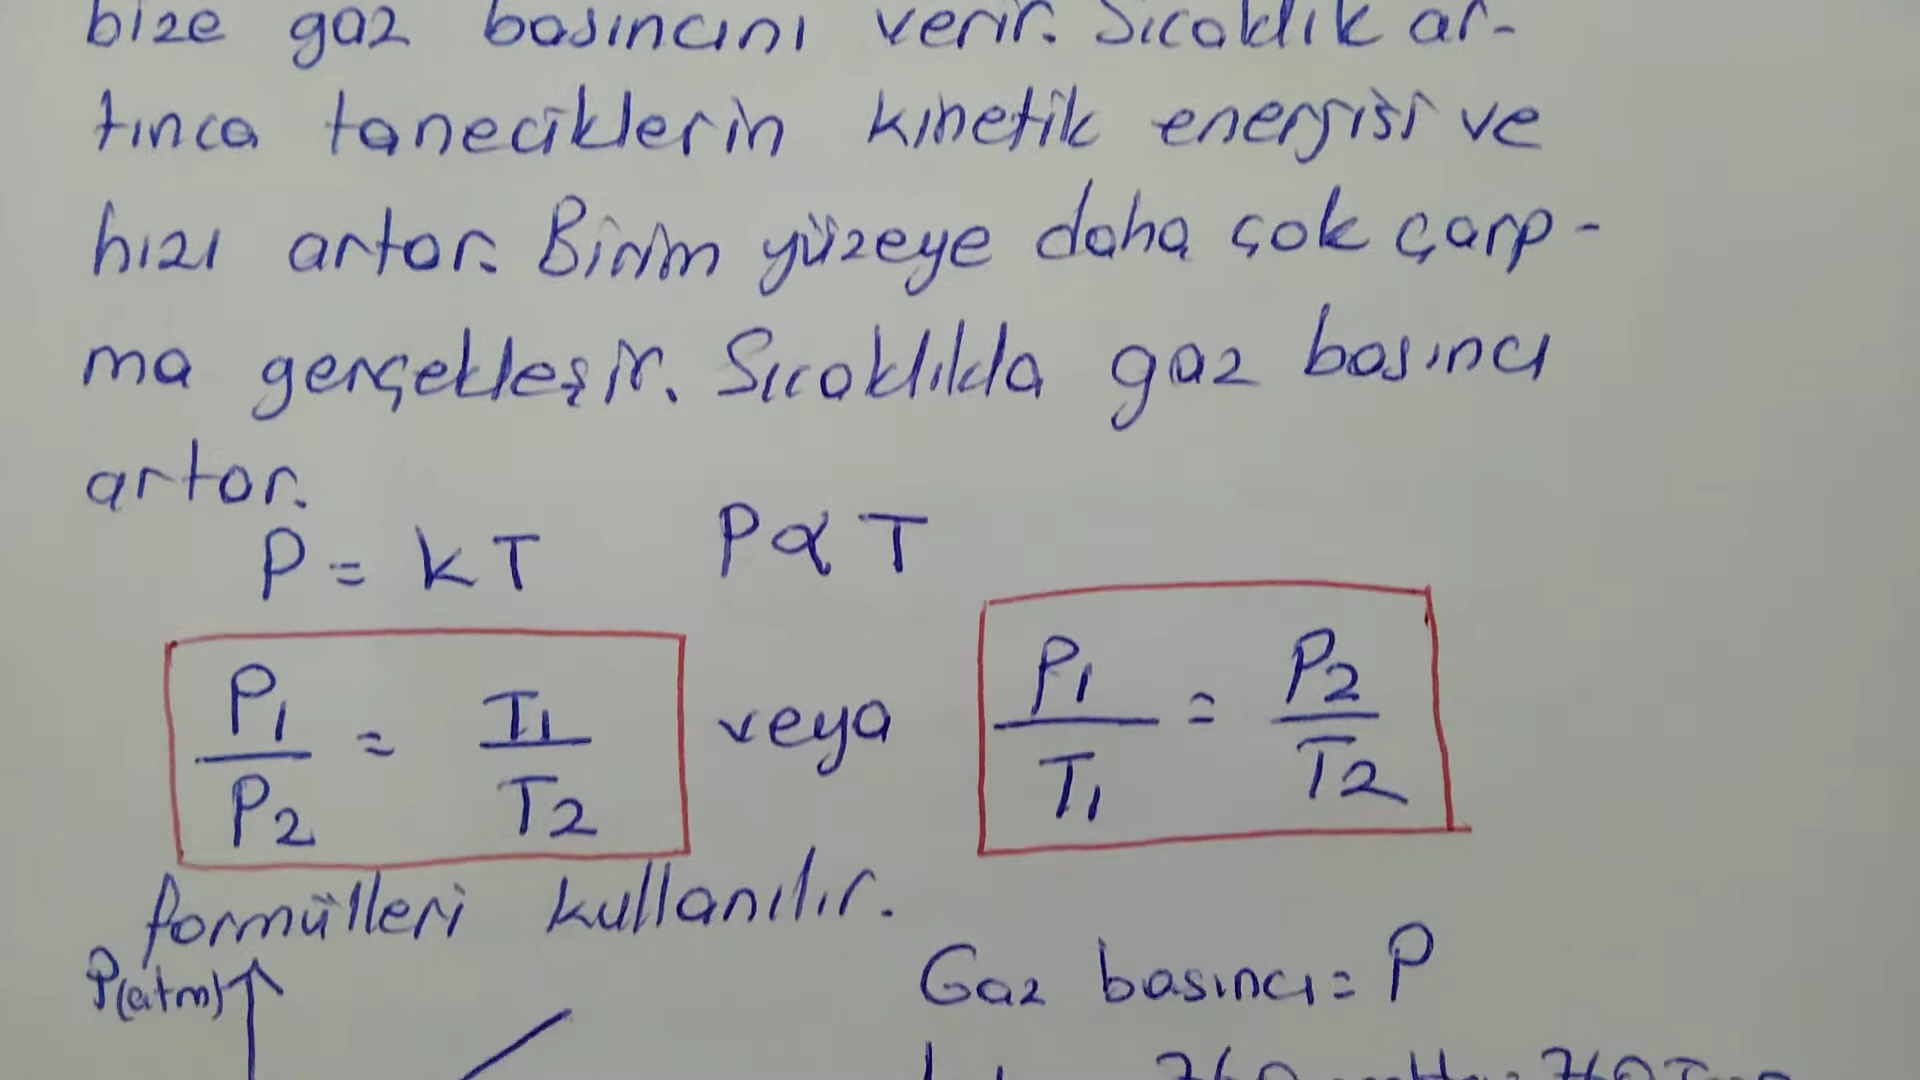 bize gaz basıncını verir. Sıcaklık ar-
tınca taneciklerin kinetik enerjisi ve
hızı artar. Birim yüzeye daha çok çarp-
ma gerçekleşir. Sıcaklıkla gaz basıncı
artar.
P = kT P ∝ T
P1/P2 = T1/T2 veya P1/T1 = P2/T2
formülleri kullanılır.
P(atm) Gaz basıncı = P